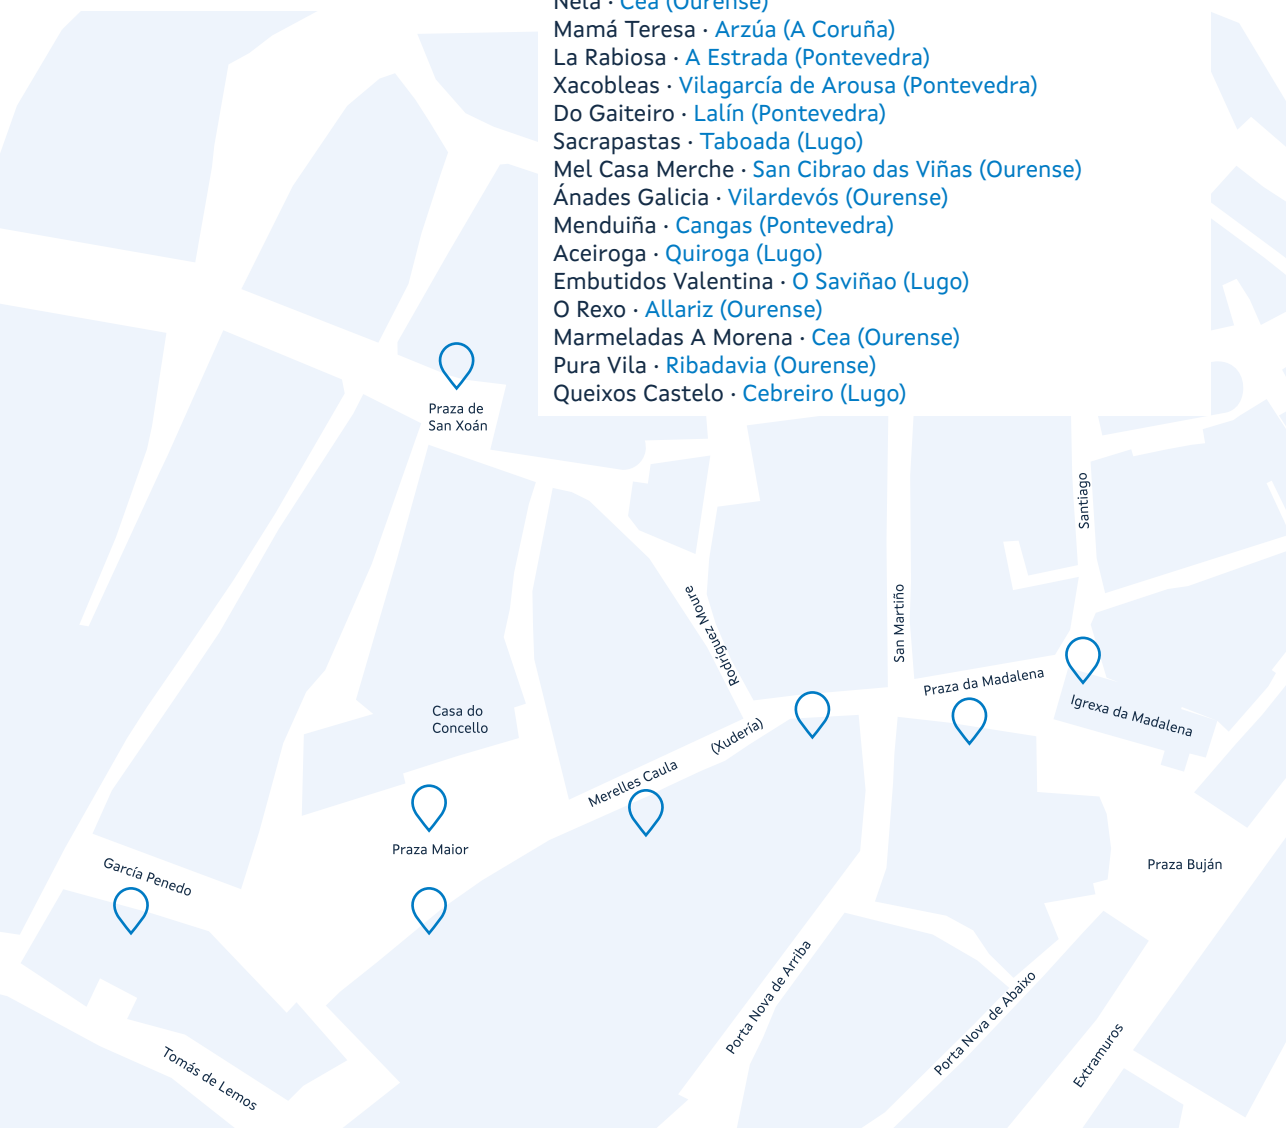 Neta · Cea (Ourense)
Mamá Teresa · Arzúa (A Coruña)
La Rabiosa · A Estrada (Pontevedra)
Xacobleas · Vilagarcía de Arousa (Pontevedra)
Do Gaiteiro · Lalín (Pontevedra)
Sacrapastas · Taboada (Lugo)
Mel Casa Merche · San Cibrao das Viñas (Ourense)
Ánades Galicia · Vilardevós (Ourense)
Menduiña · Cangas (Pontevedra)
Aceiroga · Quiroga (Lugo)
Embutidos Valentina · O Saviñao (Lugo)
O Rexo · Allariz (Ourense)
Marmeladas A Morena · Cea (Ourense)
Pura Vila · Ribadavia (Ourense)
Queixos Castelo · Cebreiro (Lugo)
Praza de
San Xoán
Santiago
San Martiño
Rodríguez Moure
Praza da Madalena
Igrexa da Madalena
Casa do
Concello
(Xudería)
Merelles Caula
Praza Maior
García Penedo
Praza Buján
Porta Nova de Arriba
Porta Nova de Abaixo
Extramuros
Tomás de Lemos